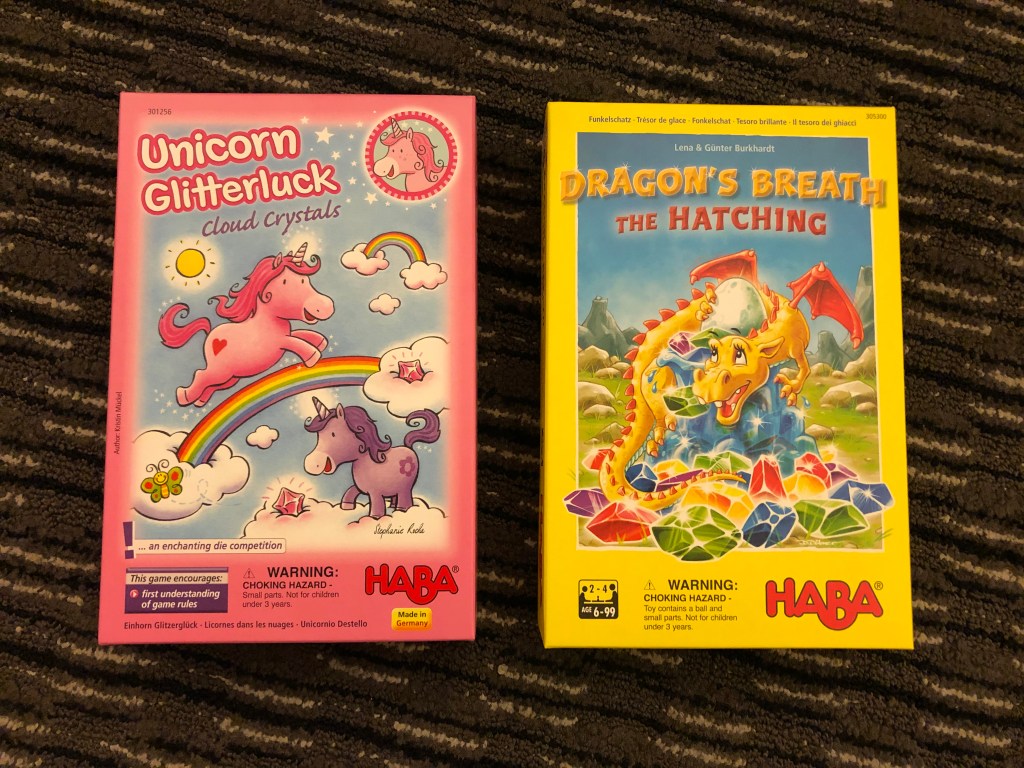 301256
Unicorn
Glitterluck
Cloud Crystals
Author: Kristin Mückel
Stephanie Roehe
! ... an enchanting die competition
This game encourages:
first understanding
of game rules
WARNING:
CHOKING HAZARD -
Small parts. Not for children
under 3 years.
HABA®
Made in
Germany
Einhorn Glitzerglück - Licornes dans les nuages - Unicornio Destello
Funkelschatz · Trésor de glace · Funkelschat · Tesoro brillante · Il tesoro dei ghiacci
305300
Lena & Günter Burkhardt
DRAGON'S BREATH
THE HATCHING
2 - 4
AGE 6-99
WARNING:
CHOKING HAZARD -
Toy contains a ball and
small parts. Not for children
under 3 years.
HABA®